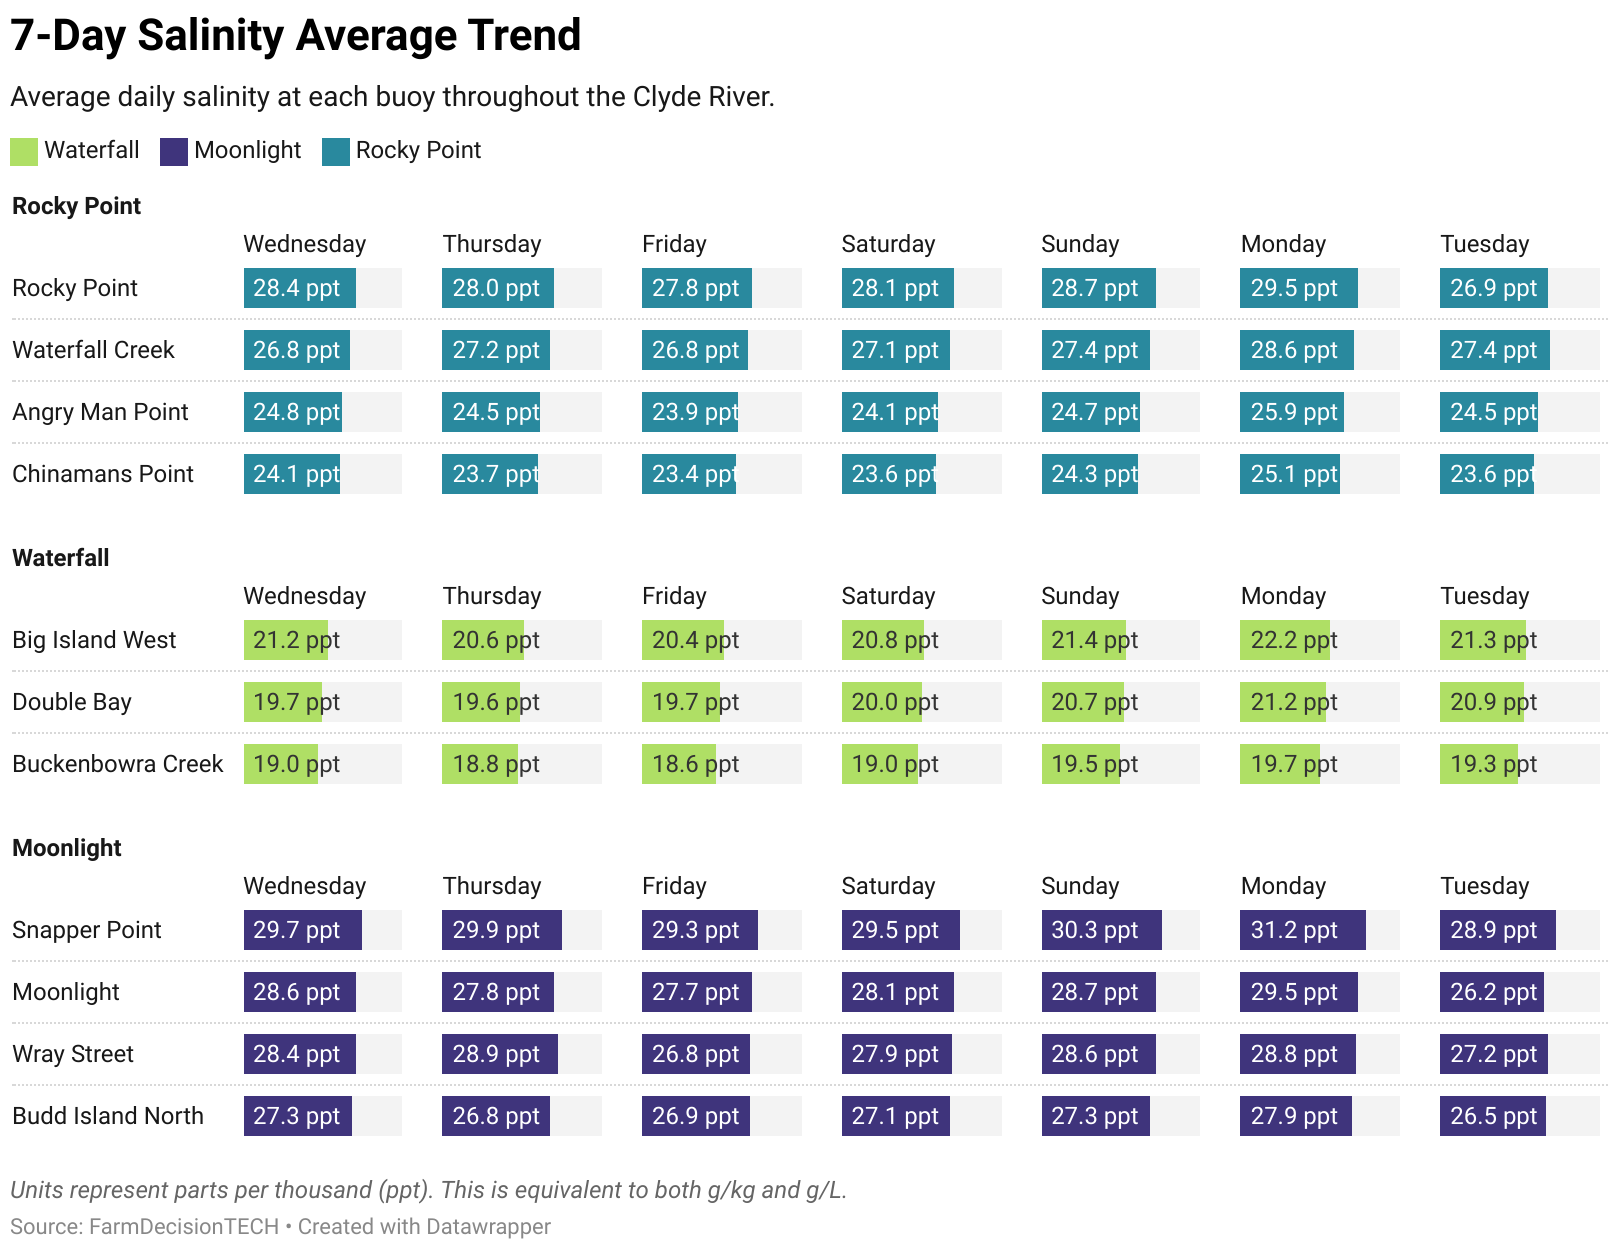 7-Day Salinity Average Trend
Average daily salinity at each buoy throughout the Clyde River.
Waterfall Moonlight Rocky Point
Rocky Point
Wednesday Thursday Friday Saturday Sunday Monday Tuesday
Rocky Point 28.4 ppt 28.0 ppt 27.8 ppt 28.1 ppt 28.7 ppt 29.5 ppt 26.9 ppt
Waterfall Creek 26.8 ppt 27.2 ppt 26.8 ppt 27.1 ppt 27.4 ppt 28.6 ppt 27.4 ppt
Angry Man Point 24.8 ppt 24.5 ppt 23.9 ppt 24.1 ppt 24.7 ppt 25.9 ppt 24.5 ppt
Chinamans Point 24.1 ppt 23.7 ppt 23.4 ppt 23.6 ppt 24.3 ppt 25.1 ppt 23.6 ppt
Waterfall
Wednesday Thursday Friday Saturday Sunday Monday Tuesday
Big Island West 21.2 ppt 20.6 ppt 20.4 ppt 20.8 ppt 21.4 ppt 22.2 ppt 21.3 ppt
Double Bay 19.7 ppt 19.6 ppt 19.7 ppt 20.0 ppt 20.7 ppt 21.2 ppt 20.9 ppt
Buckenbowra Creek 19.0 ppt 18.8 ppt 18.6 ppt 19.0 ppt 19.5 ppt 19.7 ppt 19.3 ppt
Moonlight
Wednesday Thursday Friday Saturday Sunday Monday Tuesday
Snapper Point 29.7 ppt 29.9 ppt 29.3 ppt 29.5 ppt 30.3 ppt 31.2 ppt 28.9 ppt
Moonlight 28.6 ppt 27.8 ppt 27.7 ppt 28.1 ppt 28.7 ppt 29.5 ppt 26.2 ppt
Wray Street 28.4 ppt 28.9 ppt 26.8 ppt 27.9 ppt 28.6 ppt 28.8 ppt 27.2 ppt
Budd Island North 27.3 ppt 26.8 ppt 26.9 ppt 27.1 ppt 27.3 ppt 27.9 ppt 26.5 ppt
Units represent parts per thousand (ppt). This is equivalent to both g/kg and g/L.
Source: FarmDecisionTECH • Created with Datawrapper